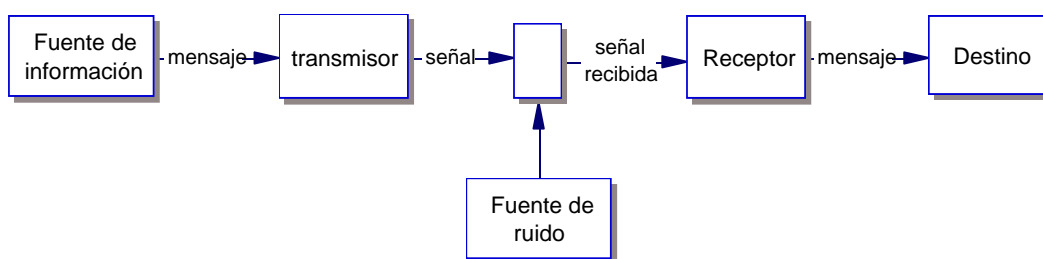 Fuente de
información
mensaje
transmisor
señal
señal
recibida
Receptor
mensaje
Destino
Fuente de
ruido